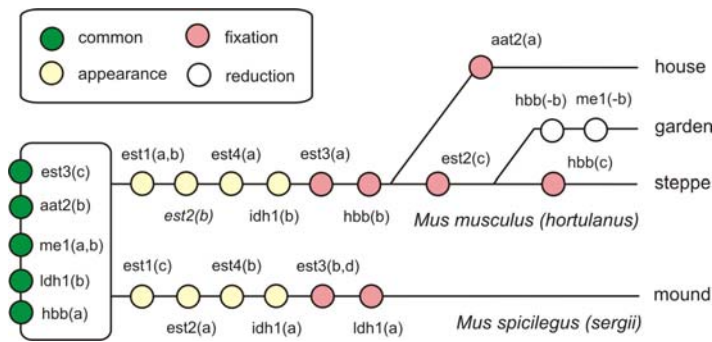 common
fixation
appearance
reduction
aat2(a)
house
hbb(-b)
me1(-b)
garden
est3(c)
aat2(b)
me1(a,b)
ldh1(b)
hbb(a)
est1(a,b)
est4(a)
est3(a)
est2(c)
hbb(c)
steppe
est2(b)
idh1(b)
hbb(b)
Mus musculus (hortulanus)
est1(c)
est4(b)
est3(b,d)
mound
est2(a)
idh1(a)
ldh1(a)
Mus spicilegus (sergii)